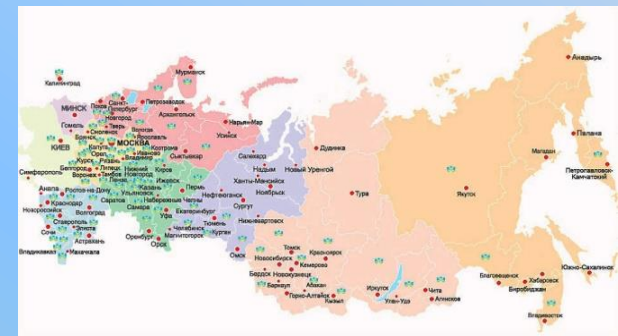 Анадырь
Мурманск
Калининград
Палана
Санкт-Петербург
Петрозаводск
Псков
Новгород
Архангельск
МИНСК
Нарьян-Мар
Гомель
Тверь
Вологда
Смоленск
Ярославль
Брянск
МОСКВА
Усинск
Магадан
КИЕВ
Калуга
Кострома
Иваново
Дудинка
Орел
Владимир
Сыктывкар
Салехард
Курск
Рязань
Петропавловск-Камчатский
Белгород
Липецк
Нижний Новгород
Киров
Надым
Новый Уренгой
Симферополь
Воронеж
Тамбов
Ханты-Мансийск
Пенза
Ижевск
Пермь
Ноябрьск
Тура
Якутск
Анапа
Ростов-на-Дону
Ульяновск
Казань
Нефтеюганск
Краснодар
Саратов
Набережные Челны
Сургут
Новороссийск
Волгоград
Самара
Екатеринбург
Ставрополь
Уфа
Тюмень
Нижневартовск
Сочи
Элиста
Челябинск
Курган
Астрахань
Оренбург
Магнитогорск
Владикавказ
Махачкала
Орск
Омск
Томск
Красноярск
Новосибирск
Кемерово
Бердск
Новокузнецк
Барнаул
Абакан
Горно-Алтайск
Кызыл
Иркутск
Улан-Удэ
Чита
Агинское
Благовещенск
Хабаровск
Биробиджан
Южно-Сахалинск
Владивосток